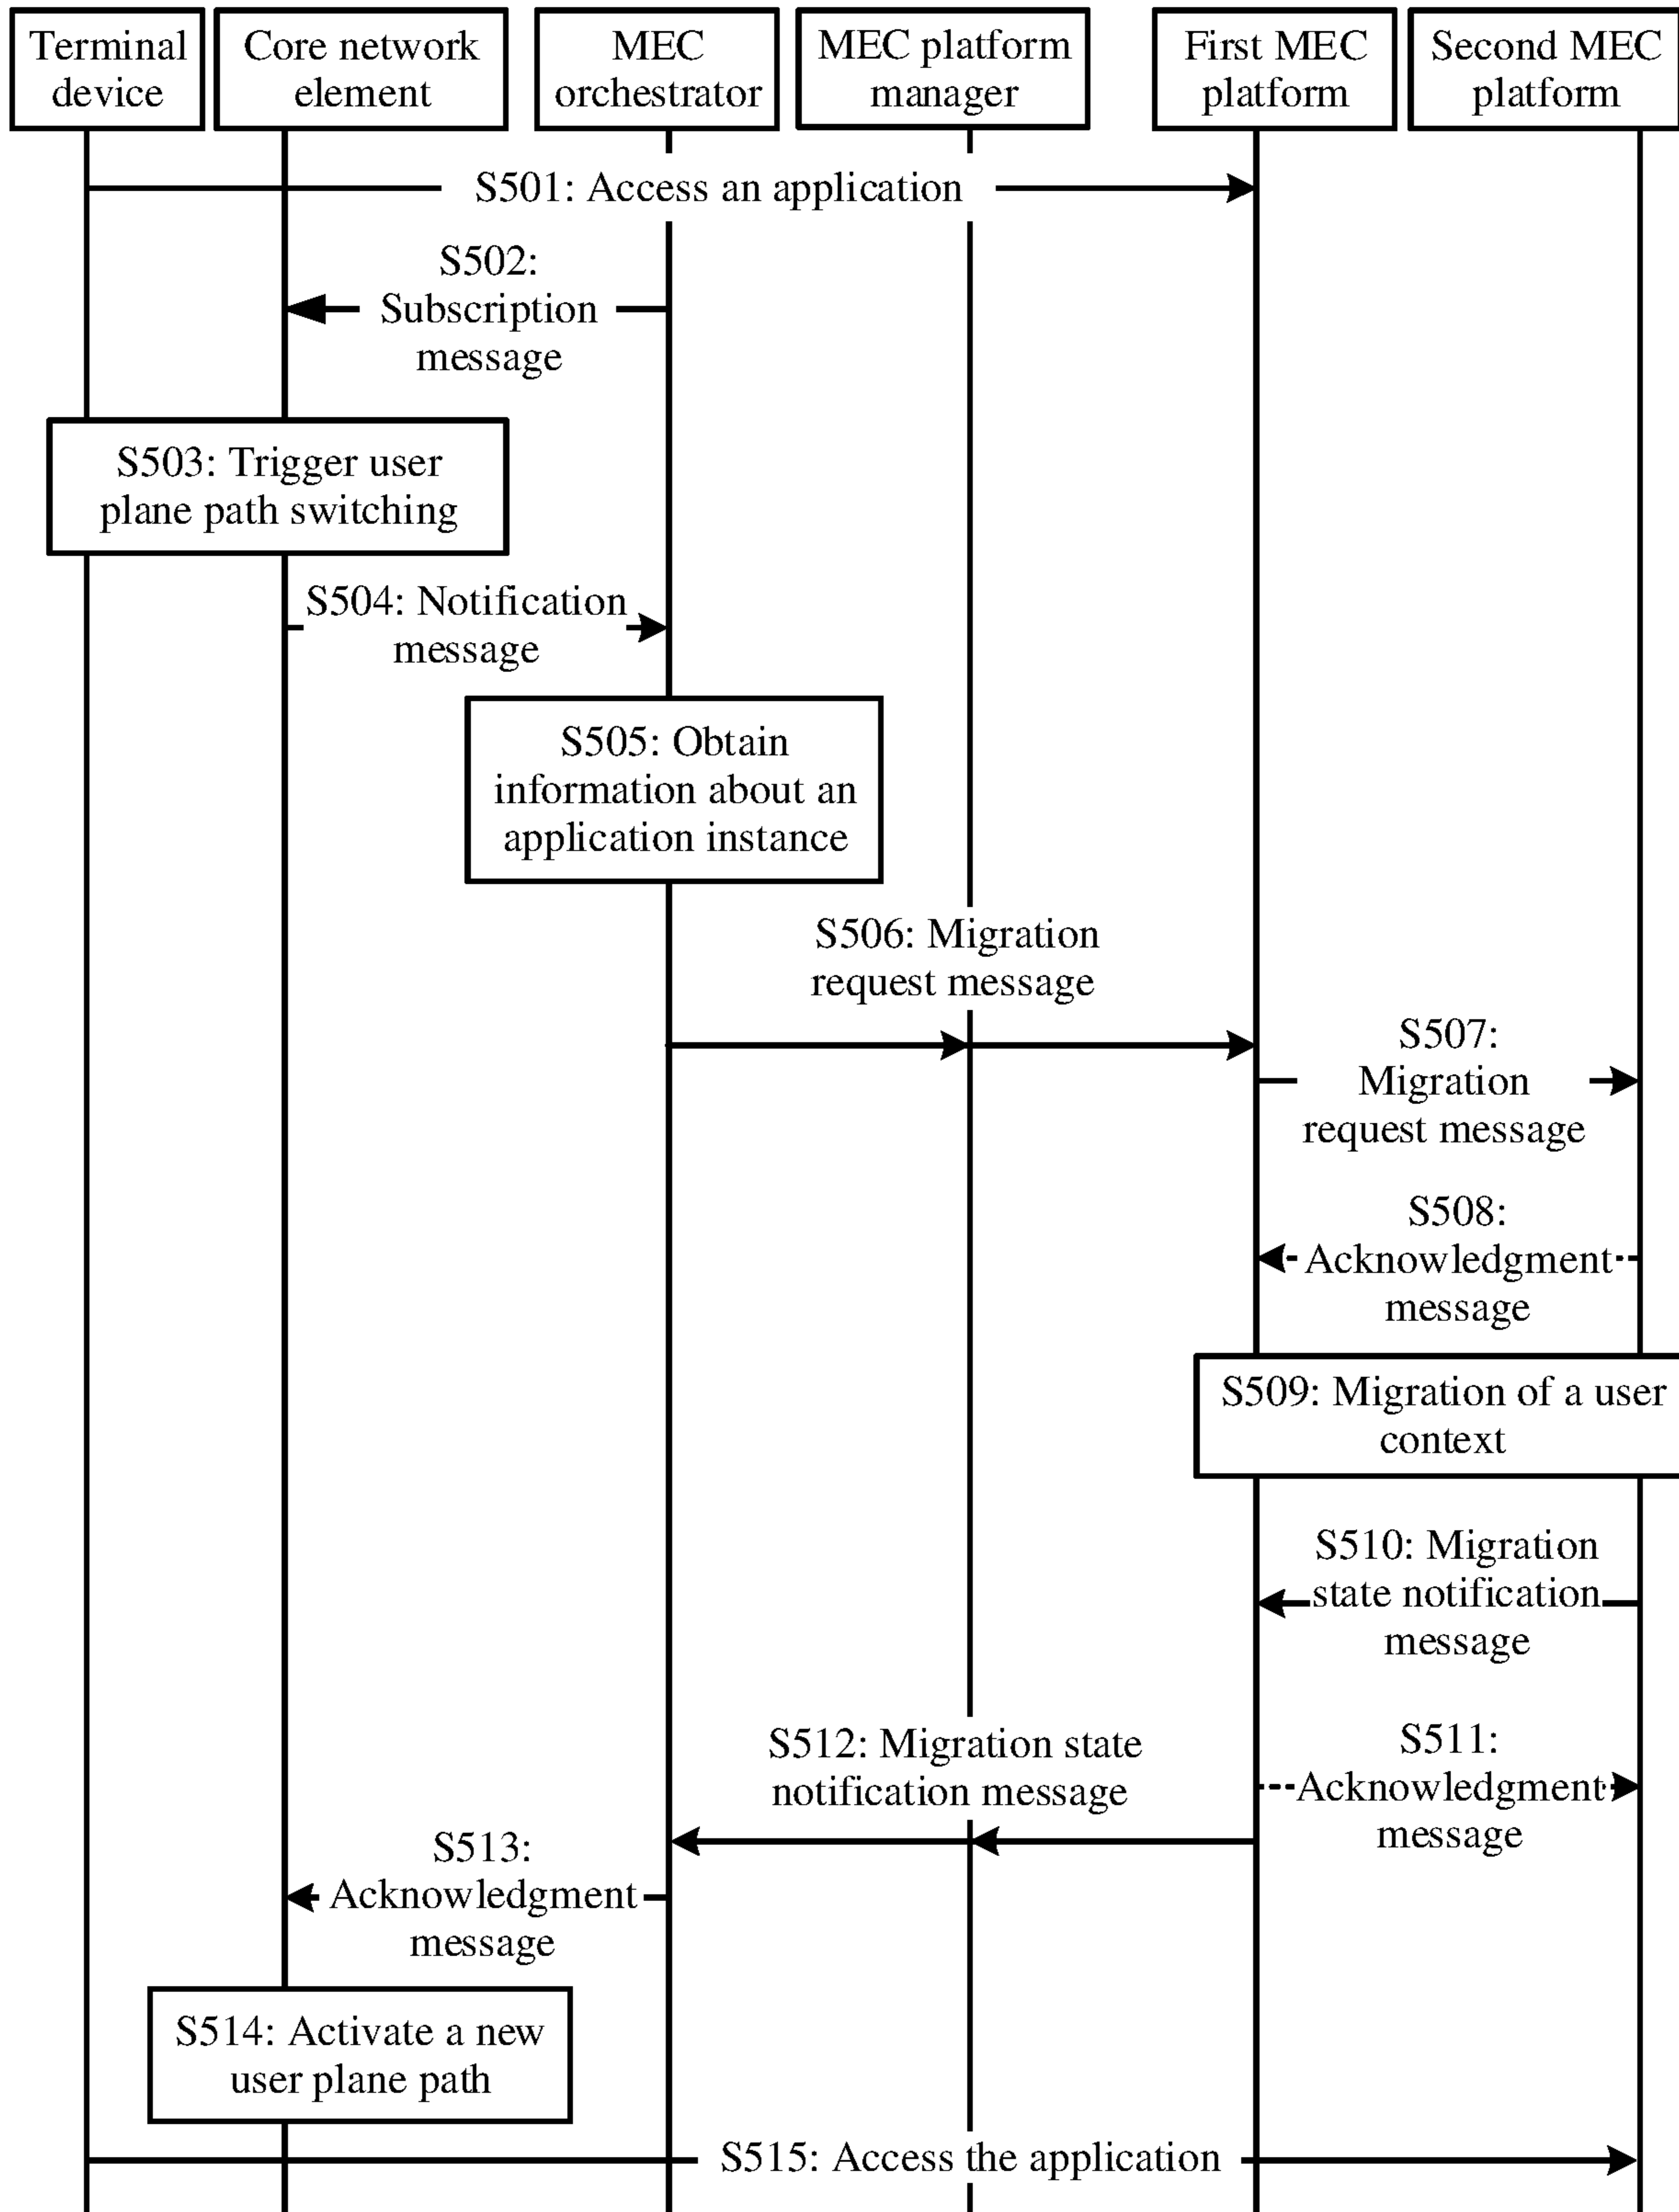 Terminal
device
Core network
element
MEC
orchestrator
MEC platform
manager
First MEC
platform
Second MEC
platform
S501: Access an application
S502:
Subscription
message
S503: Trigger user
plane path switching
S504: Notification
message
S505: Obtain
information about an
application instance
S506: Migration
request message
S507:
Migration
request message
S508:
Acknowledgment
message
S509: Migration of a user
context
S510: Migration
state notification
message
S511:
Acknowledgment
message
S512: Migration state
notification message
S513:
Acknowledgment
message
S514: Activate a new
user plane path
S515: Access the application